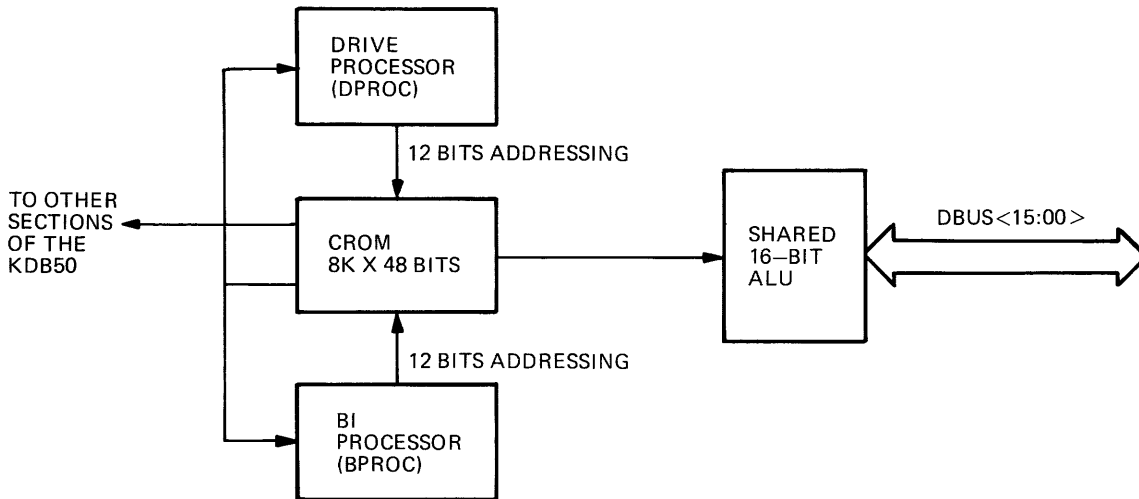 DRIVE
PROCESSOR
(DPROC)
12 BITS ADDRESSING
TO OTHER
SECTIONS
OF THE
KDB50
CROM
8K X 48 BITS
SHARED
16–BIT
ALU
DBUS<15:00>
12 BITS ADDRESSING
BI
PROCESSOR
(BPROC)